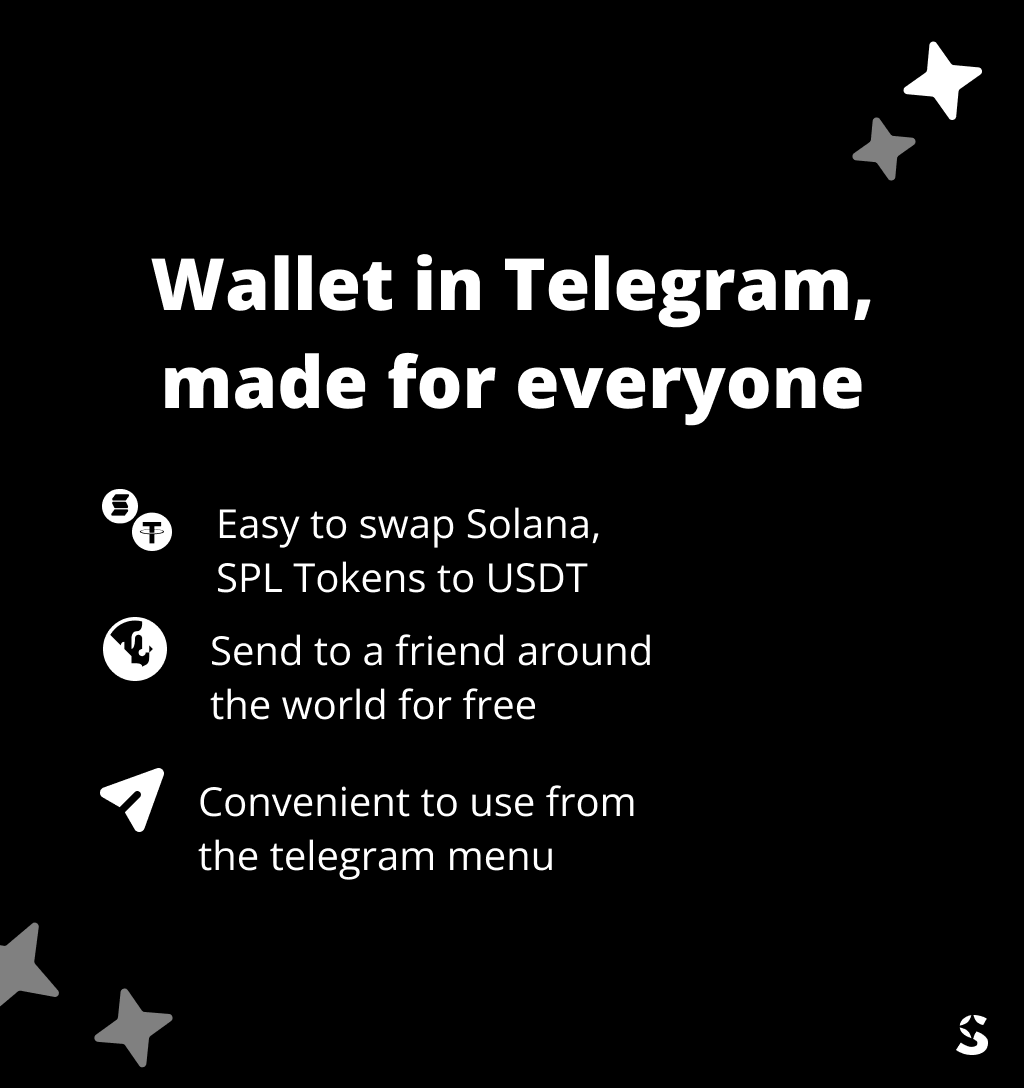 Wallet in Telegram,
made for everyone
Easy to swap Solana,
SPL Tokens to USDT
Send to a friend around
the world for free
Convenient to use from
the telegram menu